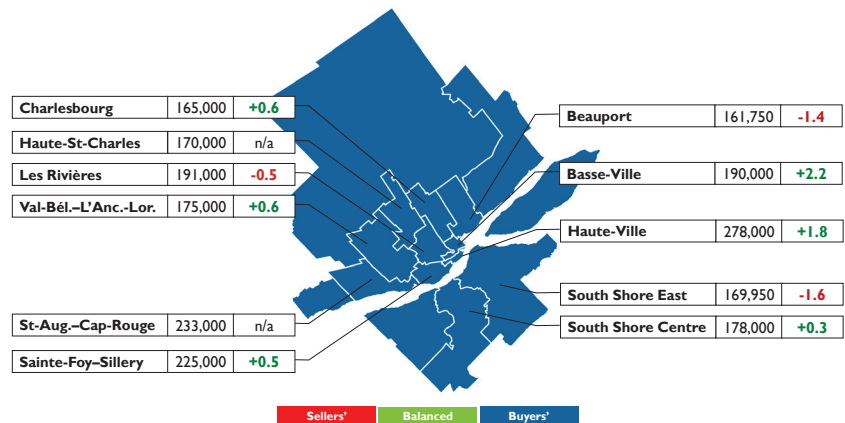 Charlesbourg 165,000 +0.6
Haute-St-Charles 170,000 n/a
Les Rivières 191,000 -0.5
Val-Bél.–L'Anc.-Lor. 175,000 +0.6
St-Aug.–Cap-Rouge 233,000 n/a
Sainte-Foy–Sillery 225,000 +0.5
Beauport 161,750 -1.4
Basse-Ville 190,000 +2.2
Haute-Ville 278,000 +1.8
South Shore East 169,950 -1.6
South Shore Centre 178,000 +0.3
Sellers' Balanced Buyers'